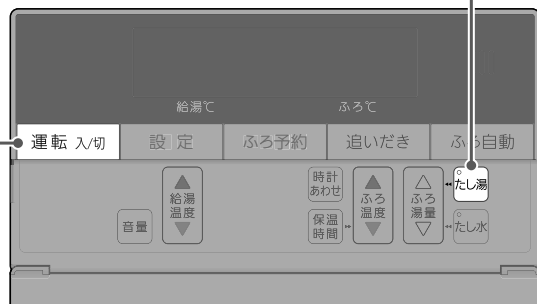 給湯℃ ふろ℃
運転 入/切 設定 ふろ予約 追いだき ふろ自動
給湯
温度
音量
時計
あわせ
保温
時間
ふろ
温度
ふろ
湯量
たし湯
たし水